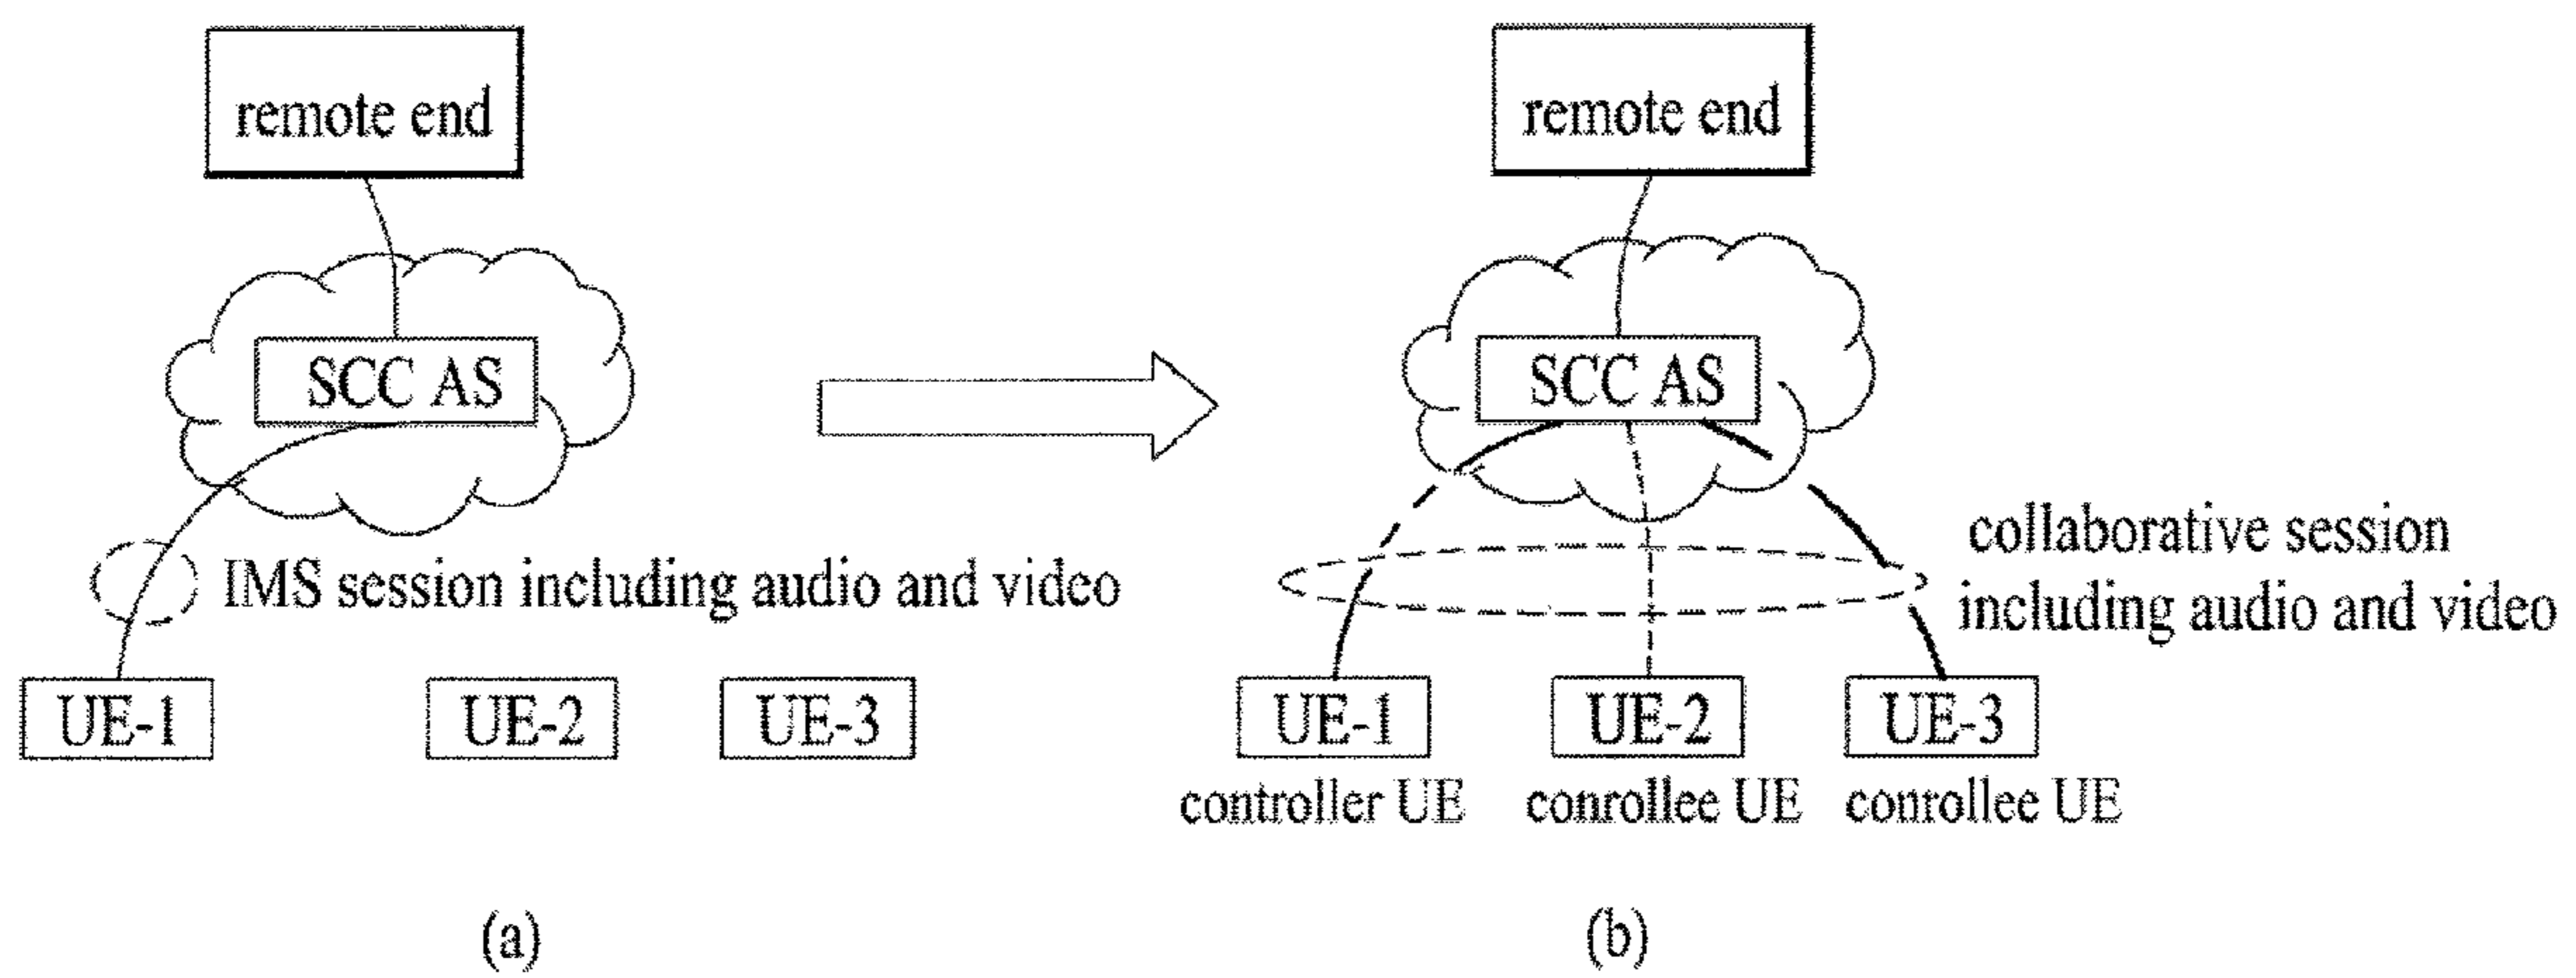 remote end
SCC AS
IMS session including audio and video
UE-1
UE-2
UE-3
(a)
remote end
SCC AS
collaborative session
including audio and video
UE-1
UE-2
UE-3
controller UE
conrollee UE
conrollee UE
(b)